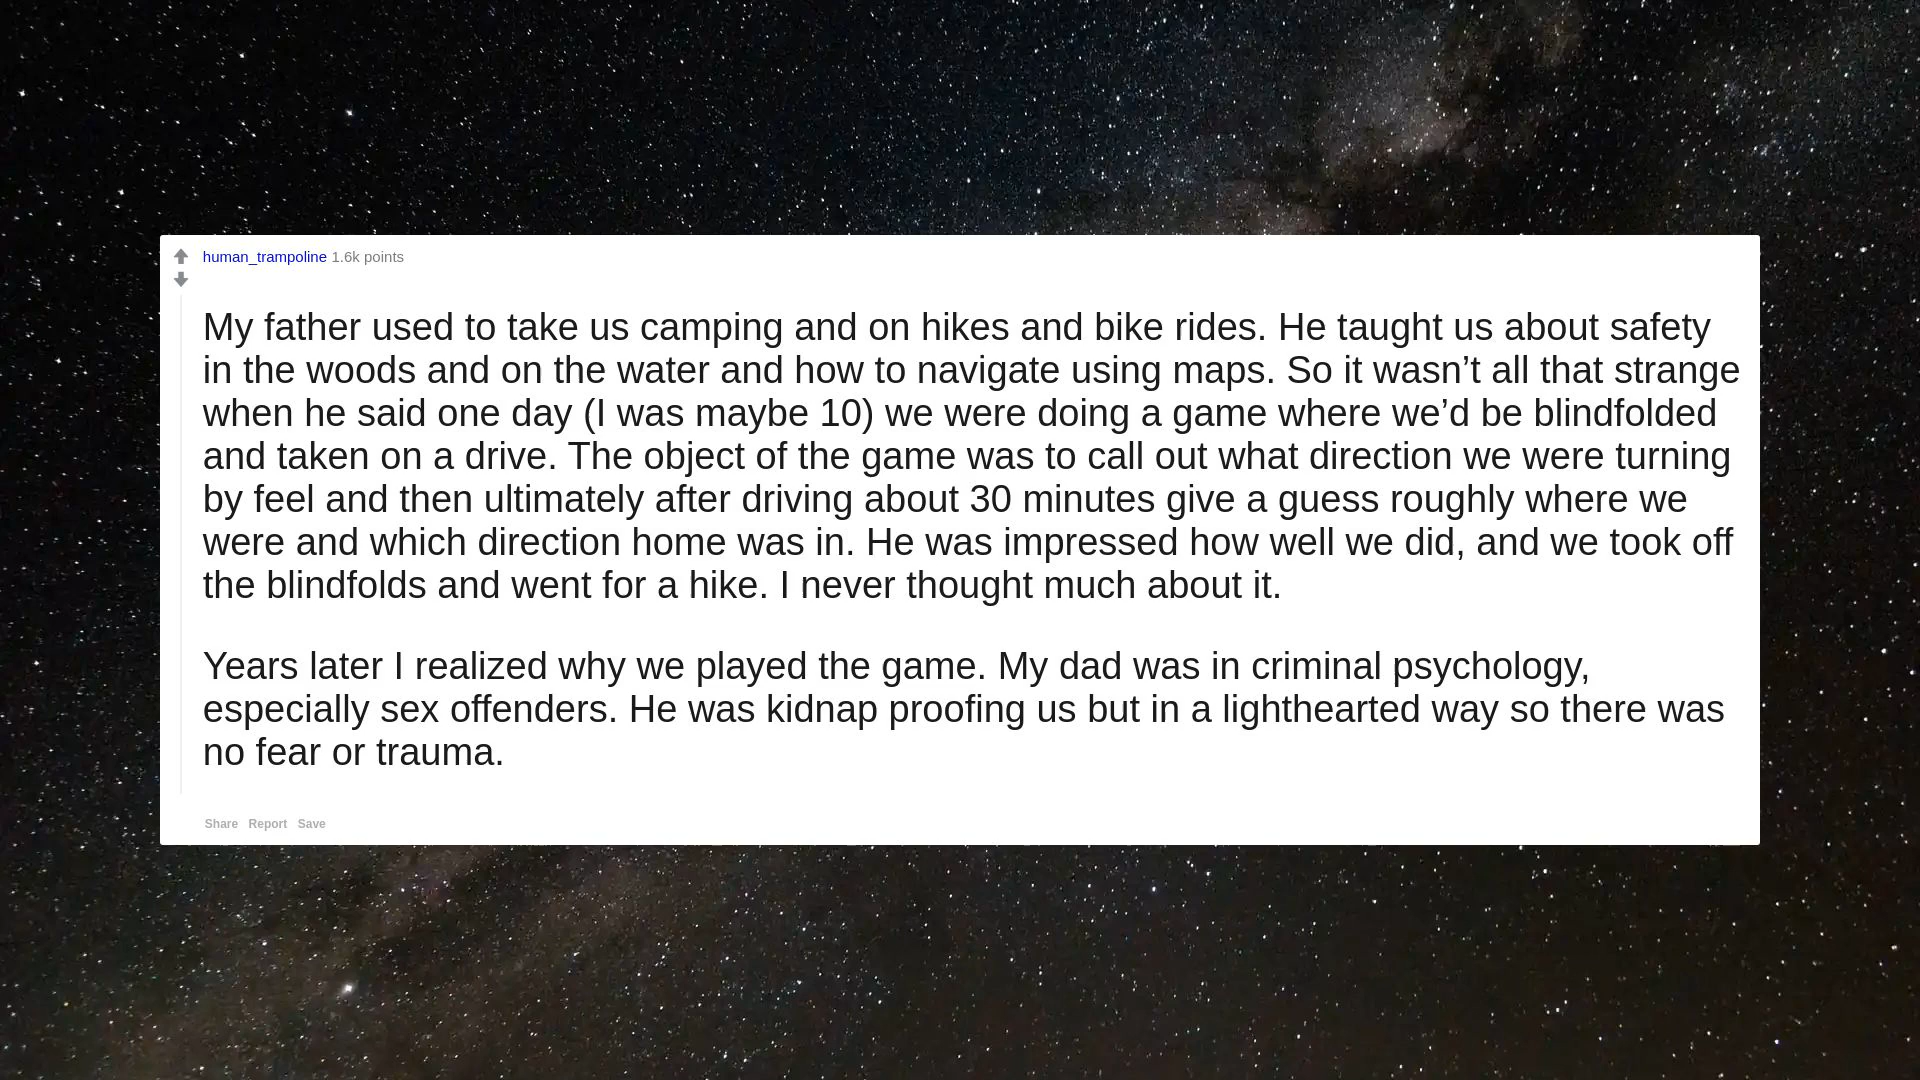 human_trampoline 1.6k points
My father used to take us camping and on hikes and bike rides. He taught us about safety
in the woods and on the water and how to navigate using maps. So it wasn’t all that strange
when he said one day (I was maybe 10) we were doing a game where we’d be blindfolded
and taken on a drive. The object of the game was to call out what direction we were turning
by feel and then ultimately after driving about 30 minutes give a guess roughly where we
were and which direction home was in. He was impressed how well we did, and we took off
the blindfolds and went for a hike. I never thought much about it.
Years later I realized why we played the game. My dad was in criminal psychology,
especially sex offenders. He was kidnap proofing us but in a lighthearted way so there was
no fear or trauma.
Share Report Save